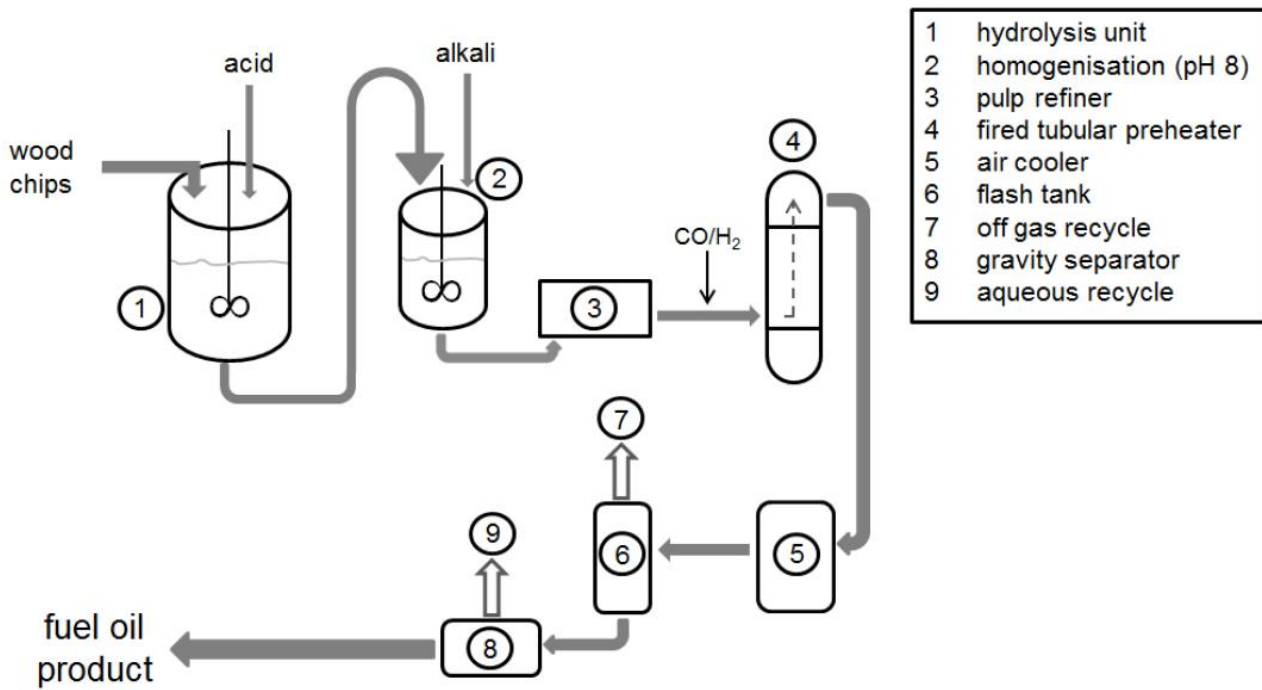 acid
alkali
wood
chips
1
2
3
CO/H2
4
5
6
7
8
9
fuel oil
product
1 hydrolysis unit
2 homogenisation (pH 8)
3 pulp refiner
4 fired tubular preheater
5 air cooler
6 flash tank
7 off gas recycle
8 gravity separator
9 aqueous recycle